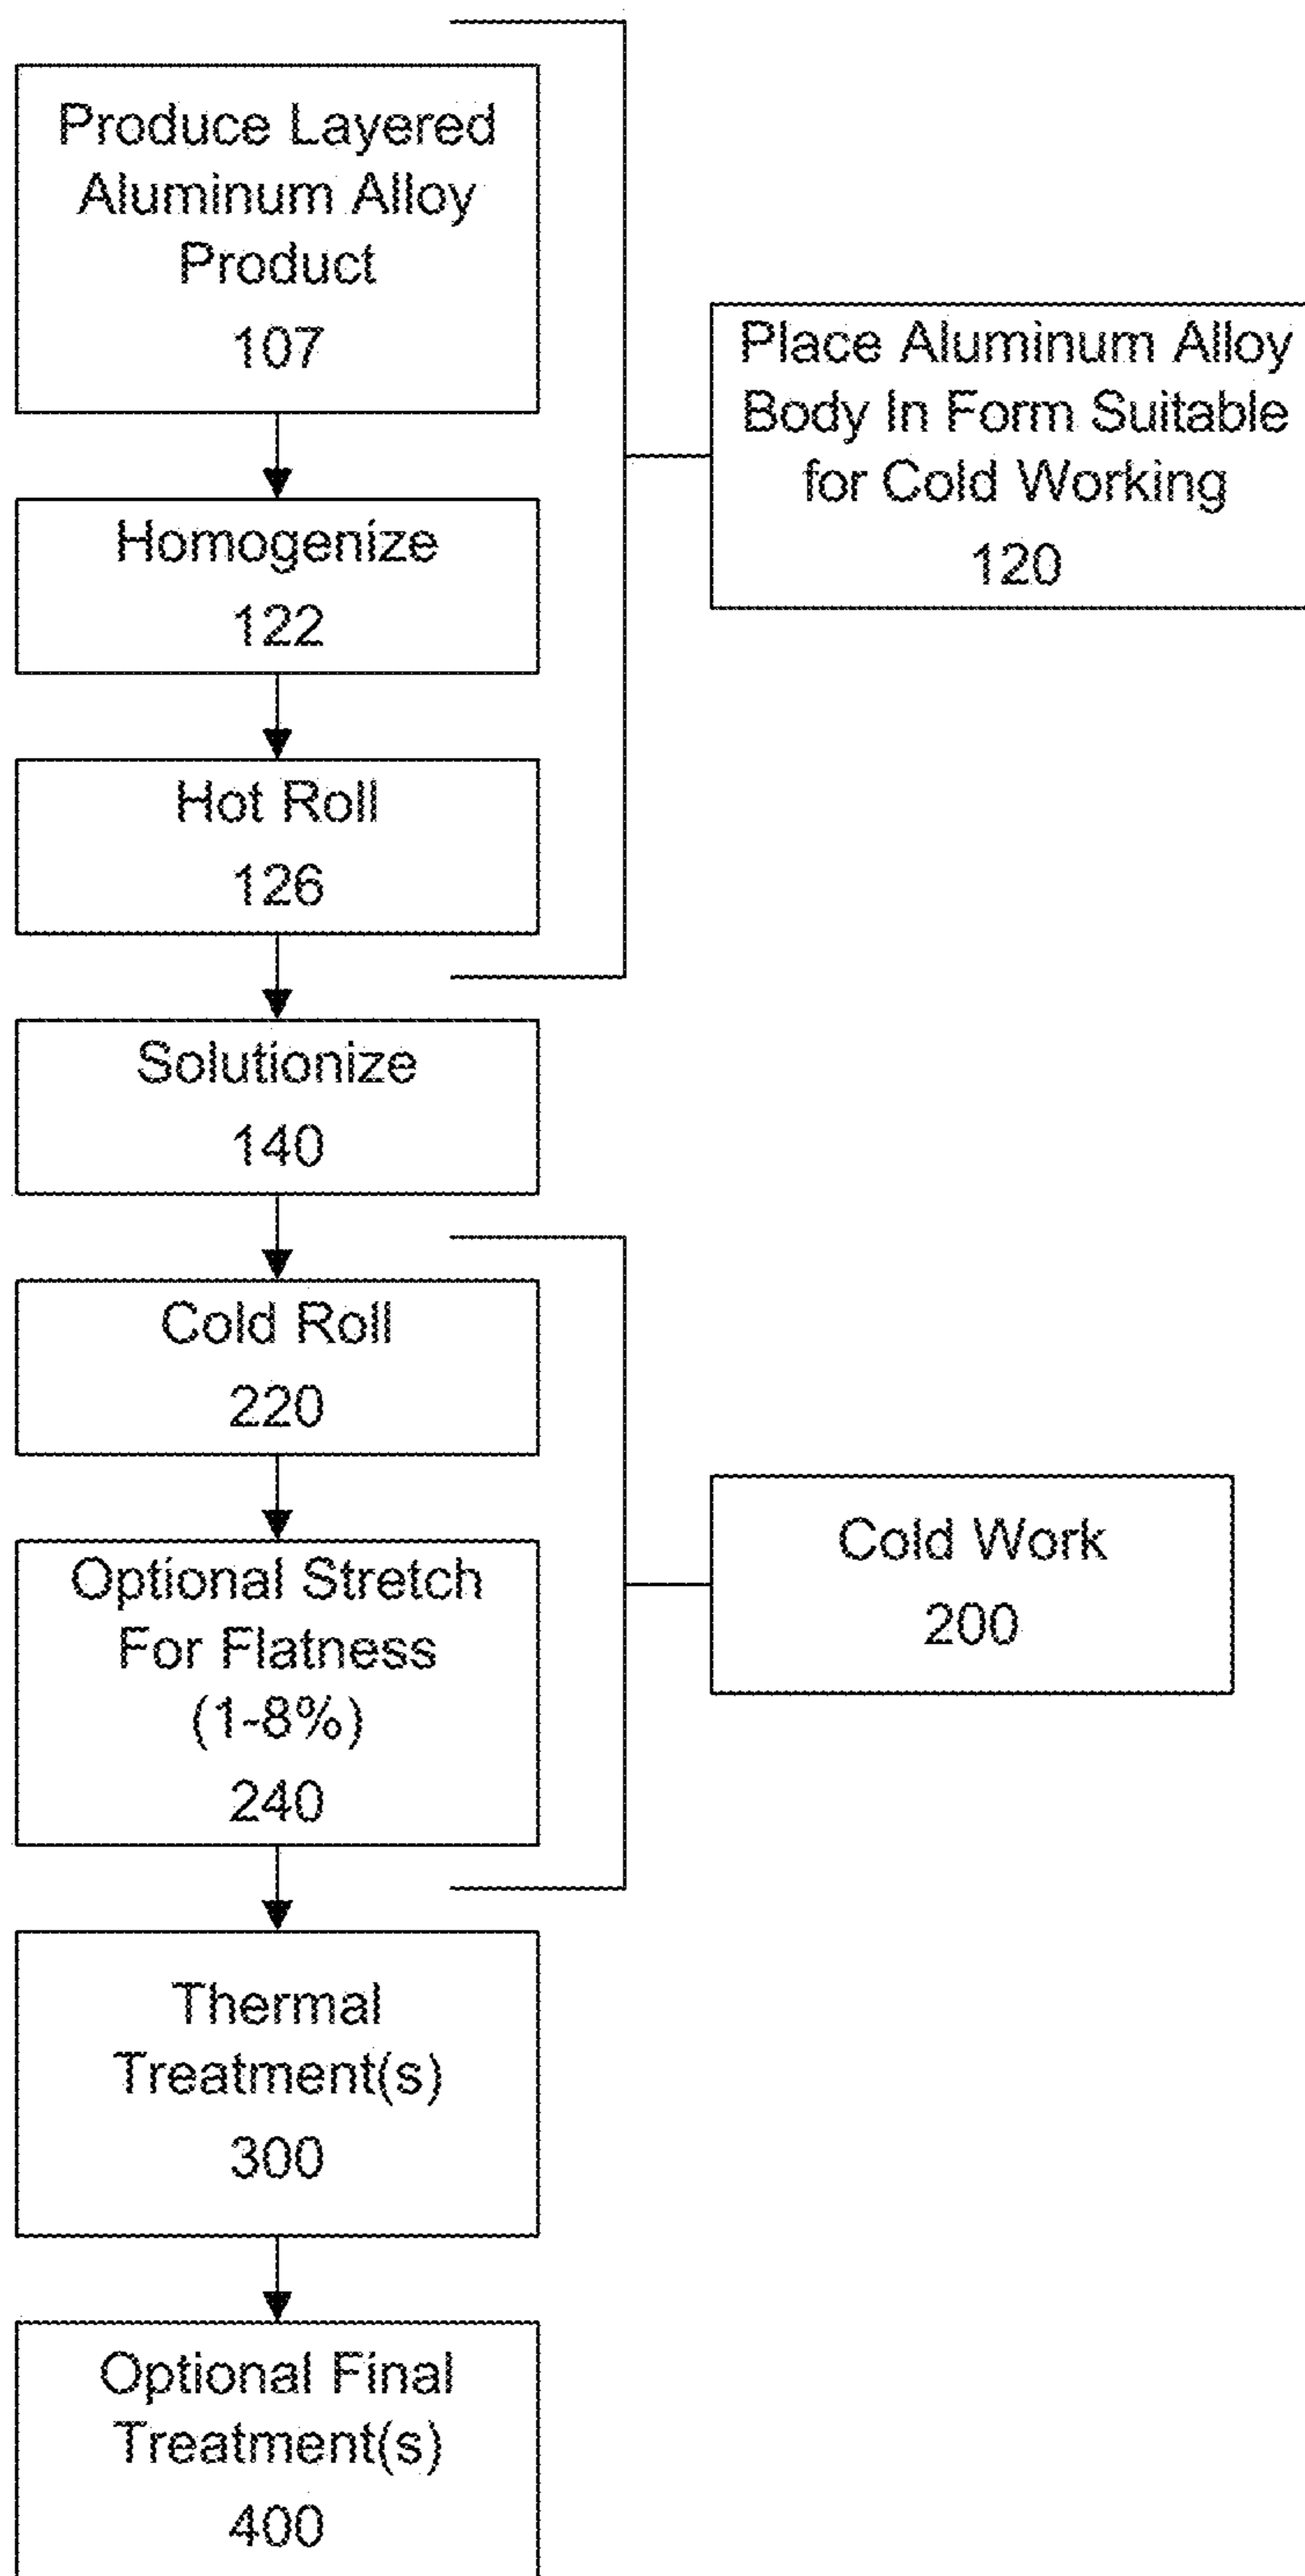 Produce Layered
Aluminum Alloy
Product
107
Place Aluminum Alloy
Body In Form Suitable
for Cold Working
120
Homogenize
122
Hot Roll
126
Solutionize
140
Cold Roll
220
Optional Stretch
For Flatness
(1-8%)
240
Cold Work
200
Thermal
Treatment(s)
300
Optional Final
Treatment(s)
400